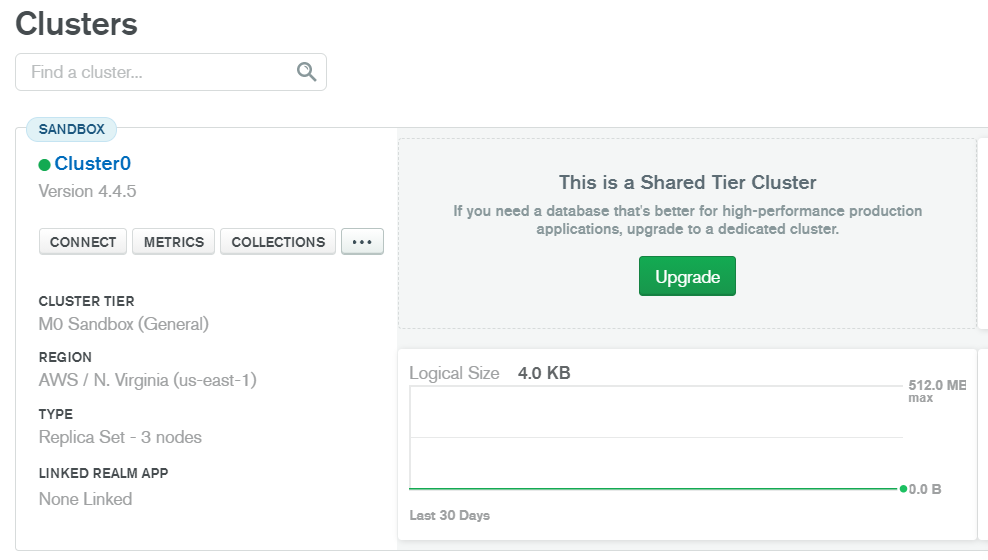 Clusters
Find a cluster...
SANDBOX
Cluster0
Version 4.4.5
CONNECT
METRICS
COLLECTIONS
...
CLUSTER TIER
M0 Sandbox (General)
REGION
AWS / N. Virginia (us-east-1)
TYPE
Replica Set - 3 nodes
LINKED REALM APP
None Linked
This is a Shared Tier Cluster
If you need a database that's better for high-performance production
applications, upgrade to a dedicated cluster.
Upgrade
Logical Size 4.0 KB
512.0 MB
max
0.0 B
Last 30 Days